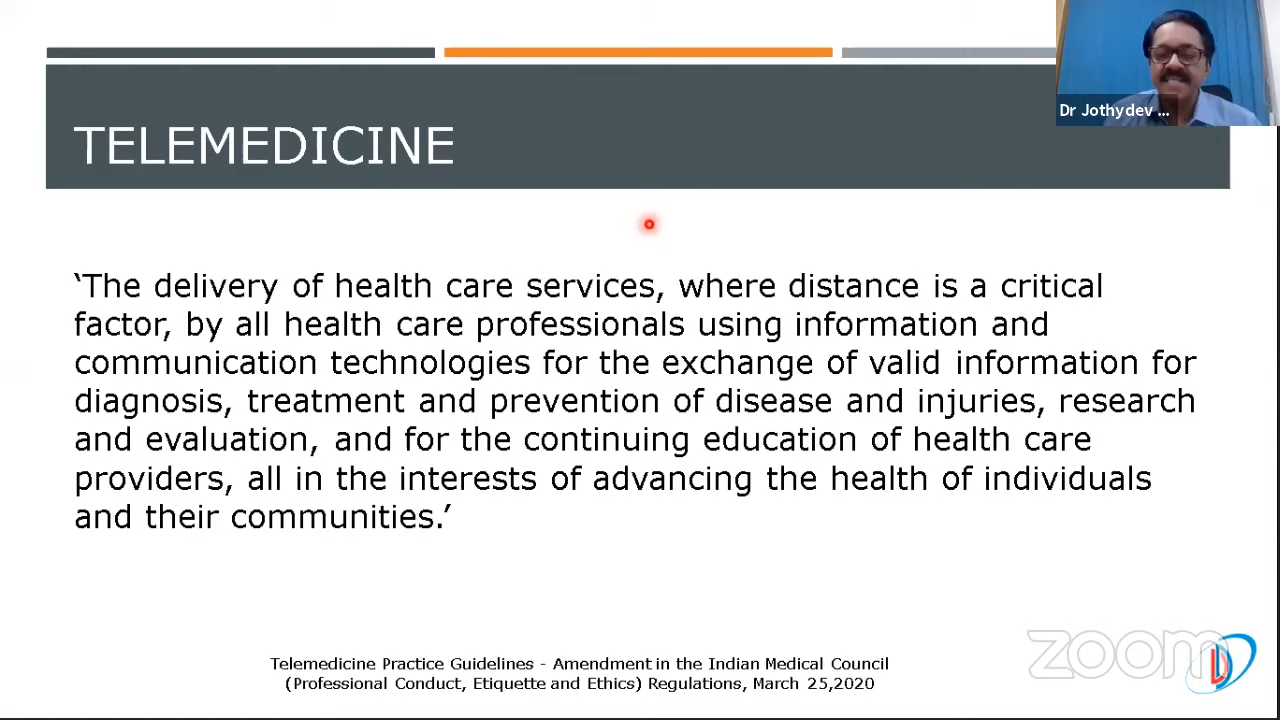 Dr Jothydev ...
TELEMEDICINE
‘The delivery of health care services, where distance is a critical
factor, by all health care professionals using information and
communication technologies for the exchange of valid information for
diagnosis, treatment and prevention of disease and injuries, research
and evaluation, and for the continuing education of health care
providers, all in the interests of advancing the health of individuals
and their communities.’
Telemedicine Practice Guidelines - Amendment in the Indian Medical Council
(Professional Conduct, Etiquette and Ethics) Regulations, March 25,2020
zoom